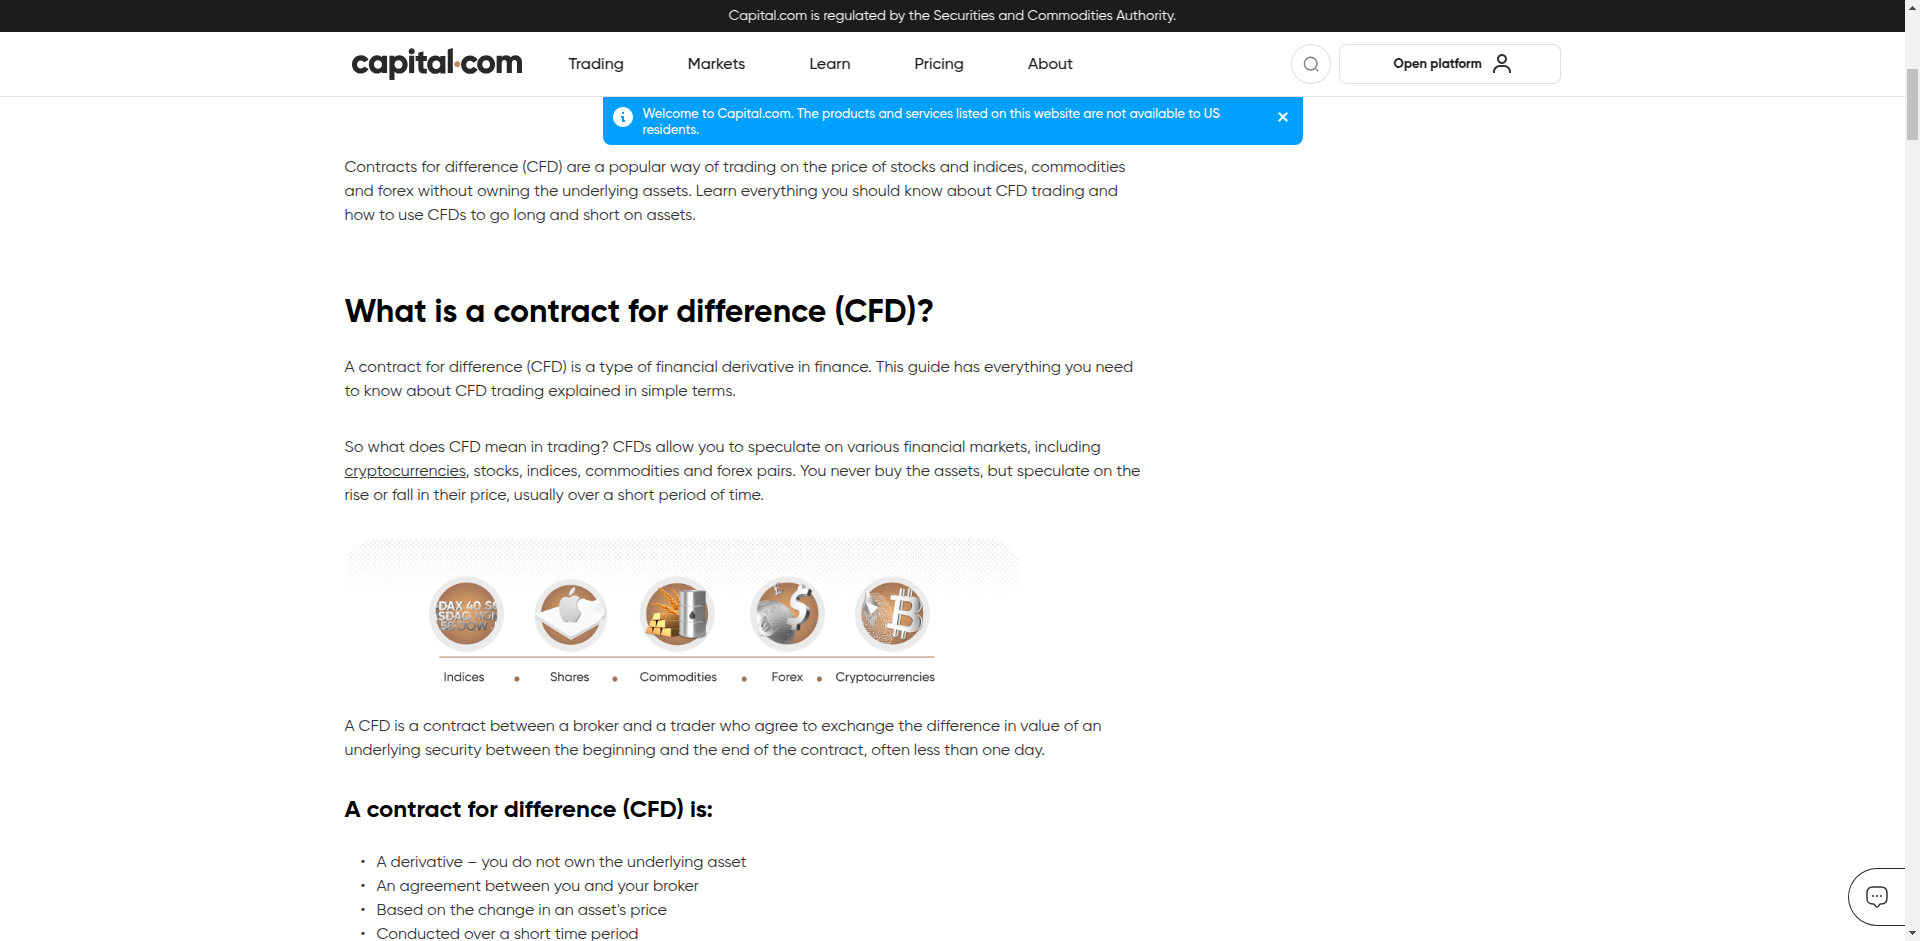 Capital.com is regulated by the Securities and Commodities Authority.
capital.com
Trading
Markets
Learn
Pricing
About
Open platform
Welcome to Capital.com. The products and services listed on this website are not available to US
residents.
Contracts for difference (CFD) are a popular way of trading on the price of stocks and indices, commodities
and forex without owning the underlying assets. Learn everything you should know about CFD trading and
how to use CFDs to go long and short on assets.
What is a contract for difference (CFD)?
A contract for difference (CFD) is a type of financial derivative in finance. This guide has everything you need
to know about CFD trading explained in simple terms.
So what does CFD mean in trading? CFDs allow you to speculate on various financial markets, including
cryptocurrencies, stocks, indices, commodities and forex pairs. You never buy the assets, but speculate on the
rise or fall in their price, usually over a short period of time.
DAX 40
Indices
Shares
Commodities
Forex
Cryptocurrencies
A CFD is a contract between a broker and a trader who agree to exchange the difference in value of an
underlying security between the beginning and the end of the contract, often less than one day.
A contract for difference (CFD) is:
• A derivative – you do not own the underlying asset
• An agreement between you and your broker
• Based on the change in an asset's price
• Conducted over a short time period